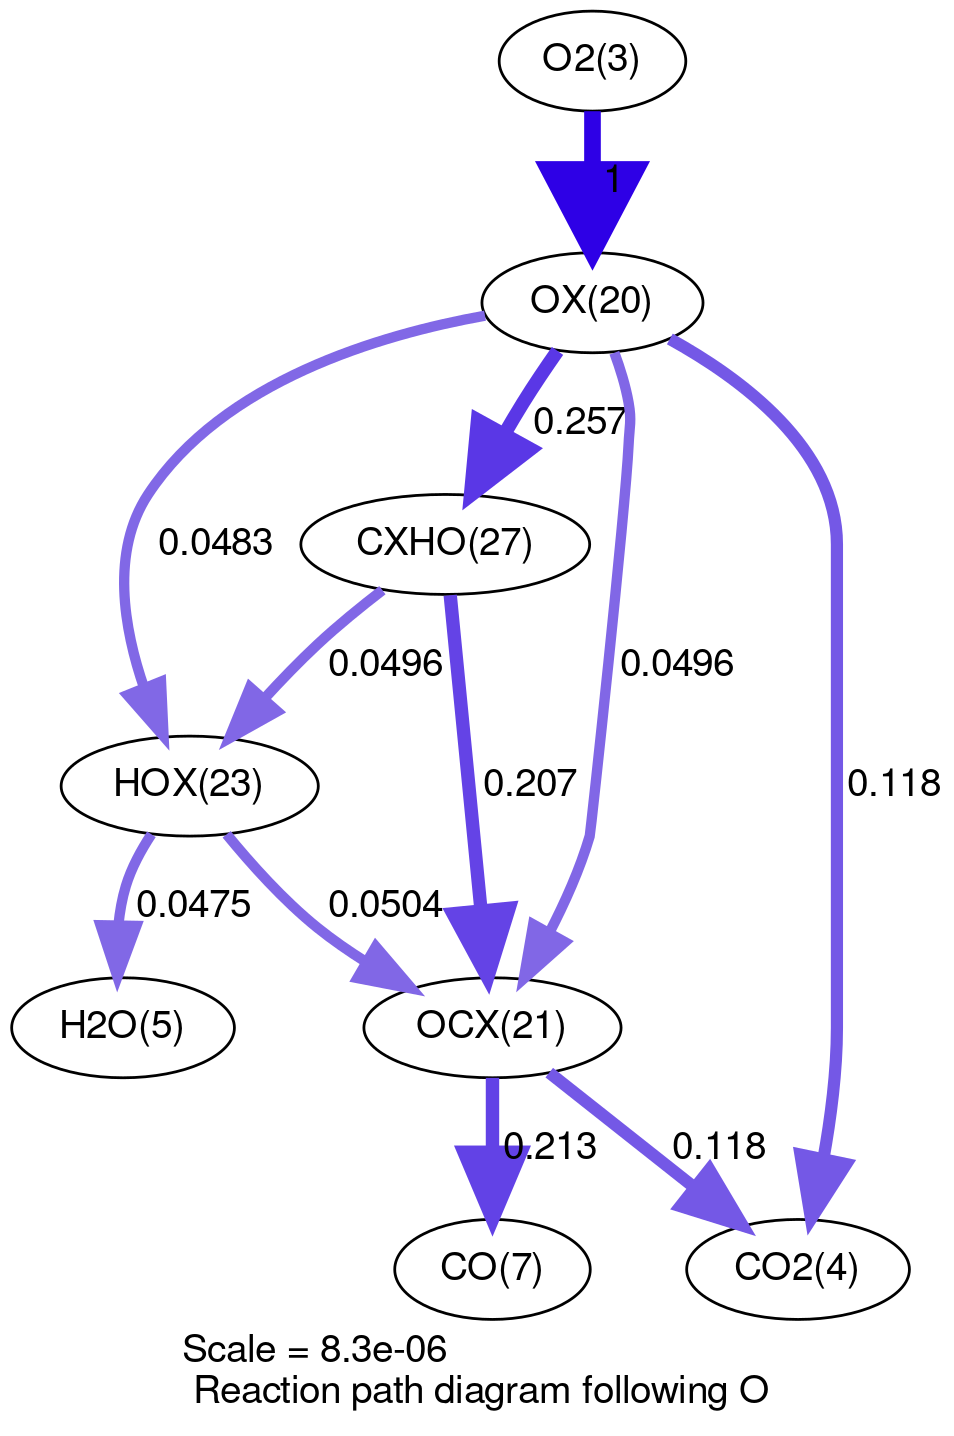 O2(3)
1
OX(20)
0.257
0.0483
CXHO(27)
0.0496
0.0496
HOX(23)
0.207
0.118
0.0475
0.0504
H2O(5)
OCX(21)
0.213
0.118
CO(7)
CO2(4)
Scale = 8.3e-06
Reaction path diagram following O